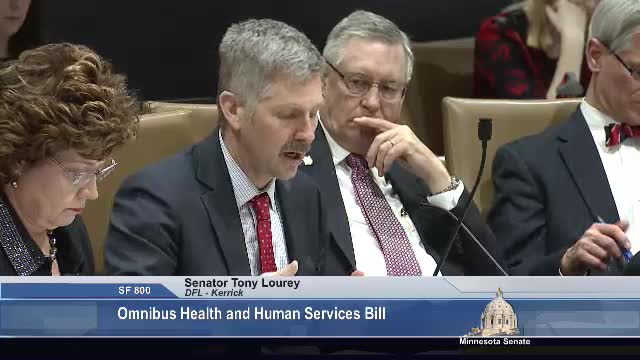 Senator Tony Lourey
SF 800
DFL - Kerrick
Omnibus Health and Human Services Bill
Minnesota Senate